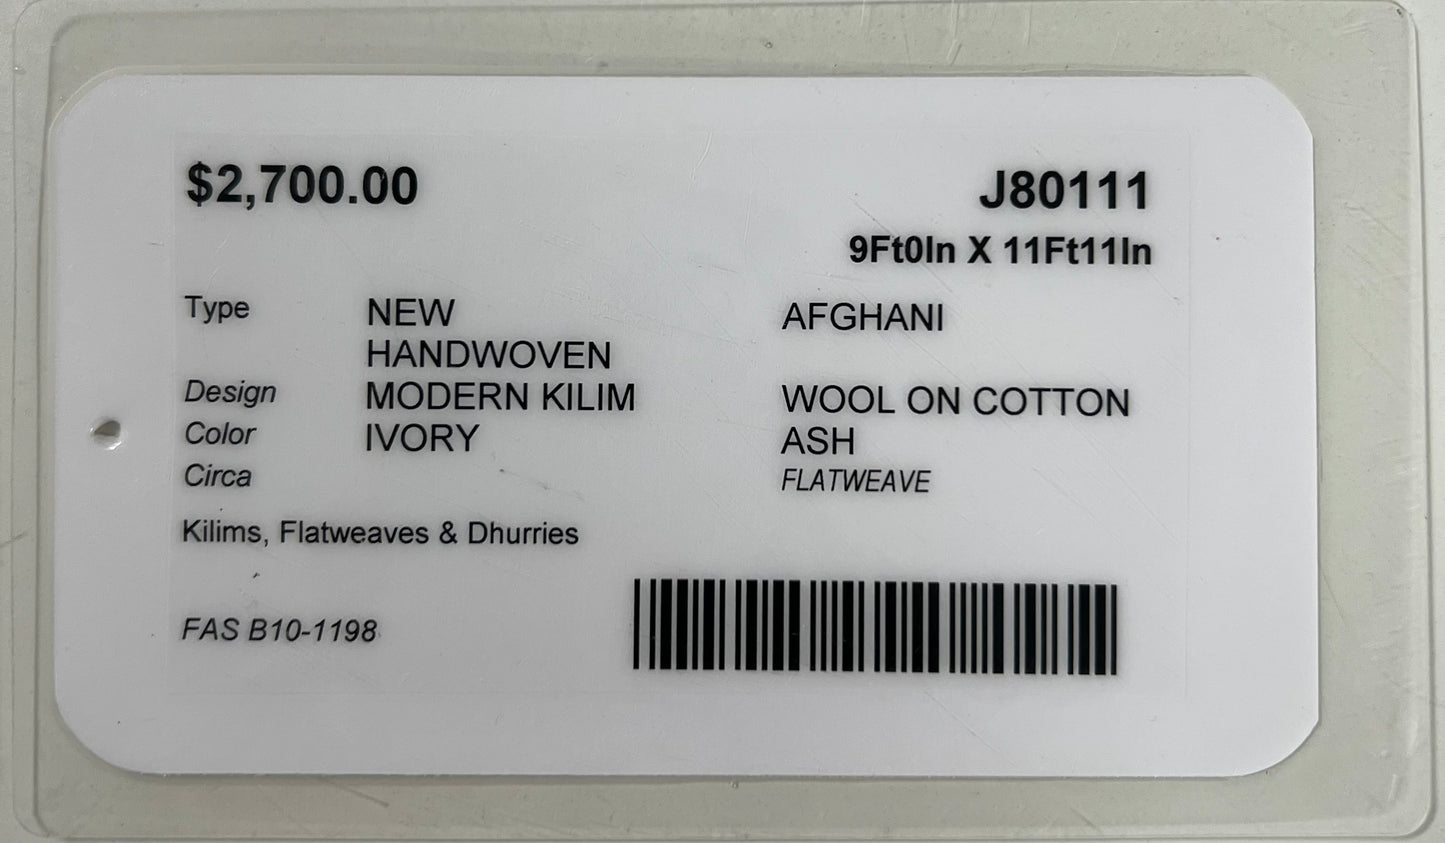 $2,700.00 J80111
9Ft0In X 11Ft11In
Type NEW AFGHANI
HANDWOVEN
Design MODERN KILIM WOOL ON COTTON
Color IVORY ASH
Circa FLATWEAVE
Kilims, Flatweaves & Dhurries
FAS B10-1198